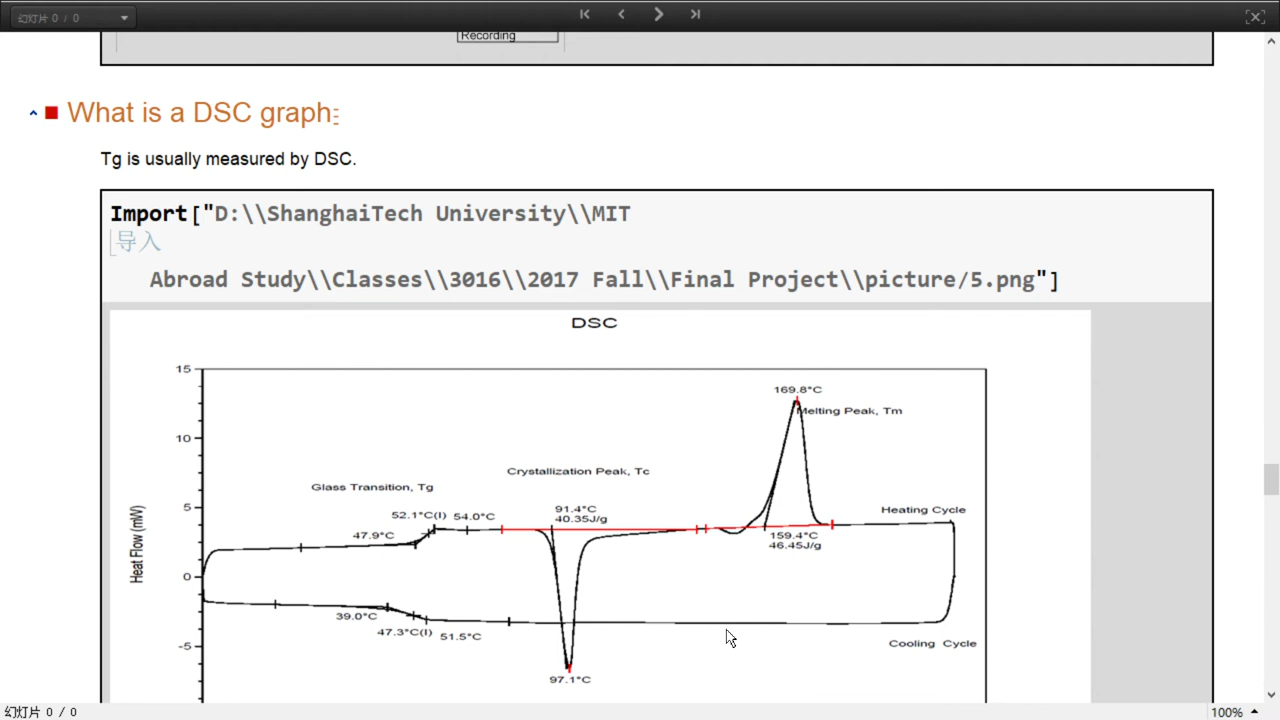 幻灯片 0 / 0
Recording
What is a DSC graph
Tg is usually measured by DSC.
Import["D:\\ShanghaiTech University\\MIT
导入
Abroad Study\\Classes\\3016\\2017 Fall\\Final Project\\picture/5.png"]
DSC
15
169.8°C
Melting Peak, Tm
10
Crystallization Peak, Tc
Glass Transition, Tg
5
52.1°C(I) 54.0°C
91.4°C
40.35J/g
Heating Cycle
47.9°C
159.4°C
46.45J/g
Heat Flow (mW)
0
39.0°C
47.3°C(I) 51.5°C
-5
Cooling Cycle
97.1°C
幻灯片 0 / 0
100%